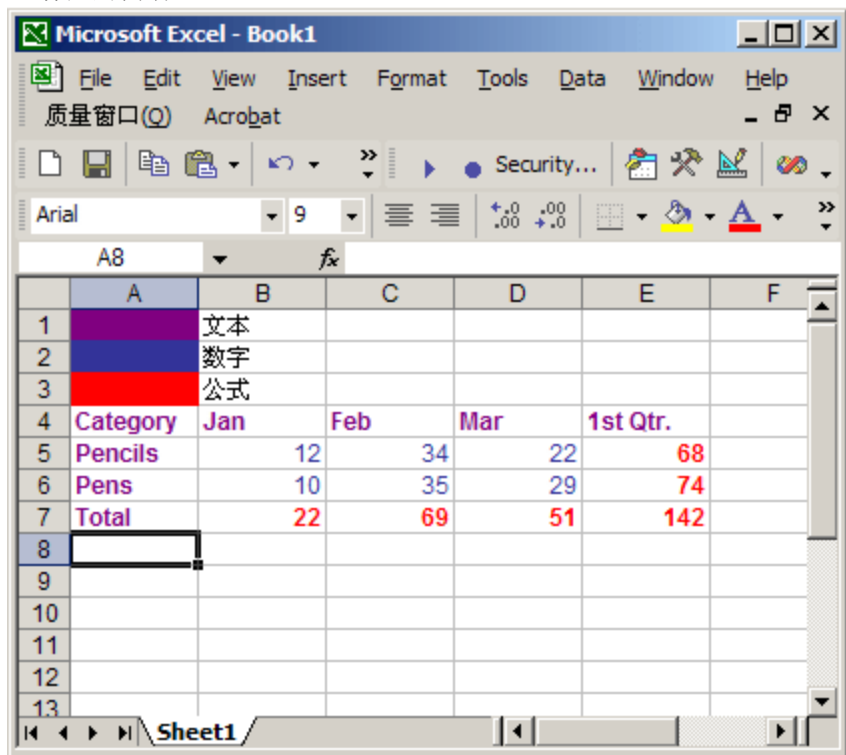 Microsoft Excel - Book1
File Edit View Insert Format Tools Data Window Help
质量窗口(Q) Acrobat
Security...
Arial 9
A8 fx
A B C D E F
1 文本
2 数字
3 公式
4 Category Jan Feb Mar 1st Qtr.
5 Pencils 12 34 22 68
6 Pens 10 35 29 74
7 Total 22 69 51 142
8
9
10
11
12
13
Sheet1